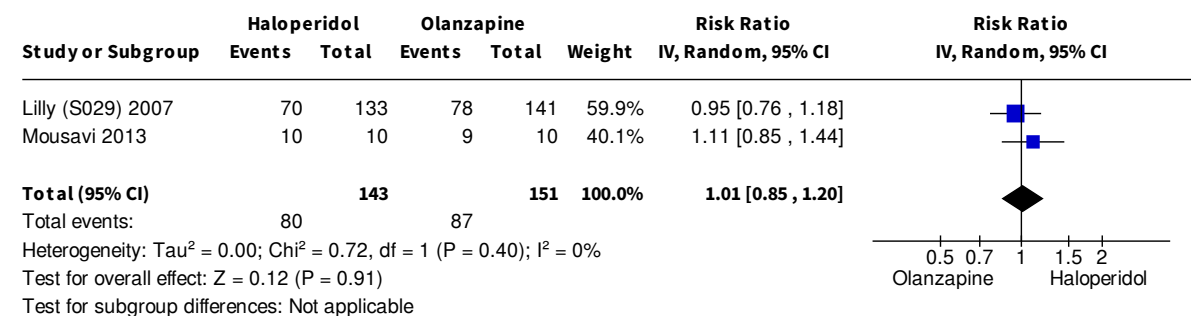 Haloperidol Olanzapine Risk Ratio Risk Ratio
Study or Subgroup Events Total Events Total Weight IV, Random, 95% CI IV, Random, 95% CI
Lilly (S029) 2007 70 133 78 141 59.9% 0.95 [0.76 , 1.18]
Mousavi 2013 10 10 9 10 40.1% 1.11 [0.85 , 1.44]
Total (95% CI) 143 151 100.0% 1.01 [0.85 , 1.20]
Total events: 80 87
Heterogeneity: Tau² = 0.00; Chi² = 0.72, df = 1 (P = 0.40); I² = 0%
0.5 0.7 1 1.5 2
Test for overall effect: Z = 0.12 (P = 0.91)
Olanzapine Haloperidol
Test for subgroup differences: Not applicable